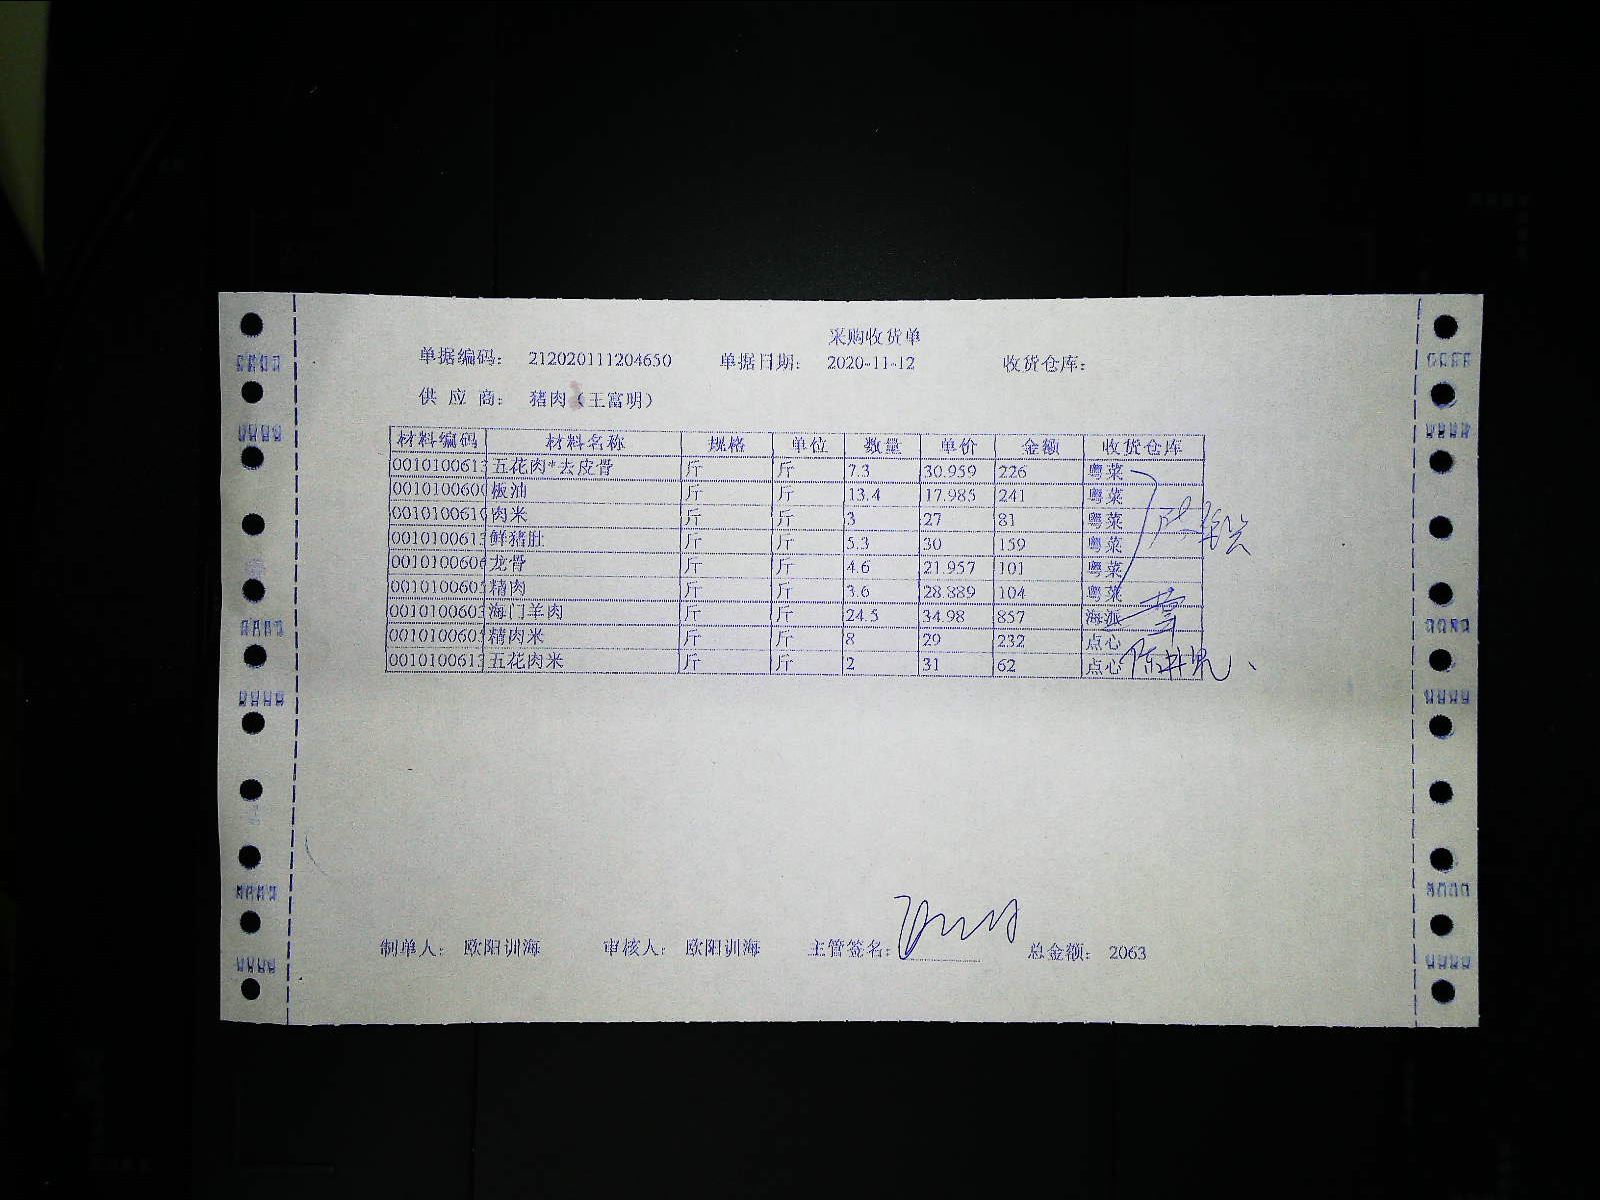 采购收货单
单据编码: 212020111204650 单据日期: 2020-11-12 收货仓库:
供 应 商: 猪肉(王富明)
材料编码 材料名称 规格 单位 数量 单价 金额 收货仓库
0010100613 五花肉*去皮骨 斤 斤 7.3 30.959 226 粤菜
001010060 板油 斤 斤 13.4 17.985 241 粤菜
001010061 肉米 斤 斤 3 27 81 粤菜
0010100613 鲜猪肚 斤 斤 5.3 30 159 粤菜
001010060 龙骨 斤 斤 4.6 21.957 101 粤菜
001010060 精肉 斤 斤 3.6 28.889 104 粤菜
001010060 海门羊肉 斤 斤 24.5 34.98 857 海派
001010060 精肉米 斤 斤 8 29 232 点心
0010100613 五花肉米 斤 斤 2 31 62 点心
制单人: 欧阳训海 审核人: 欧阳训海 主管签名: 总金额: 2063